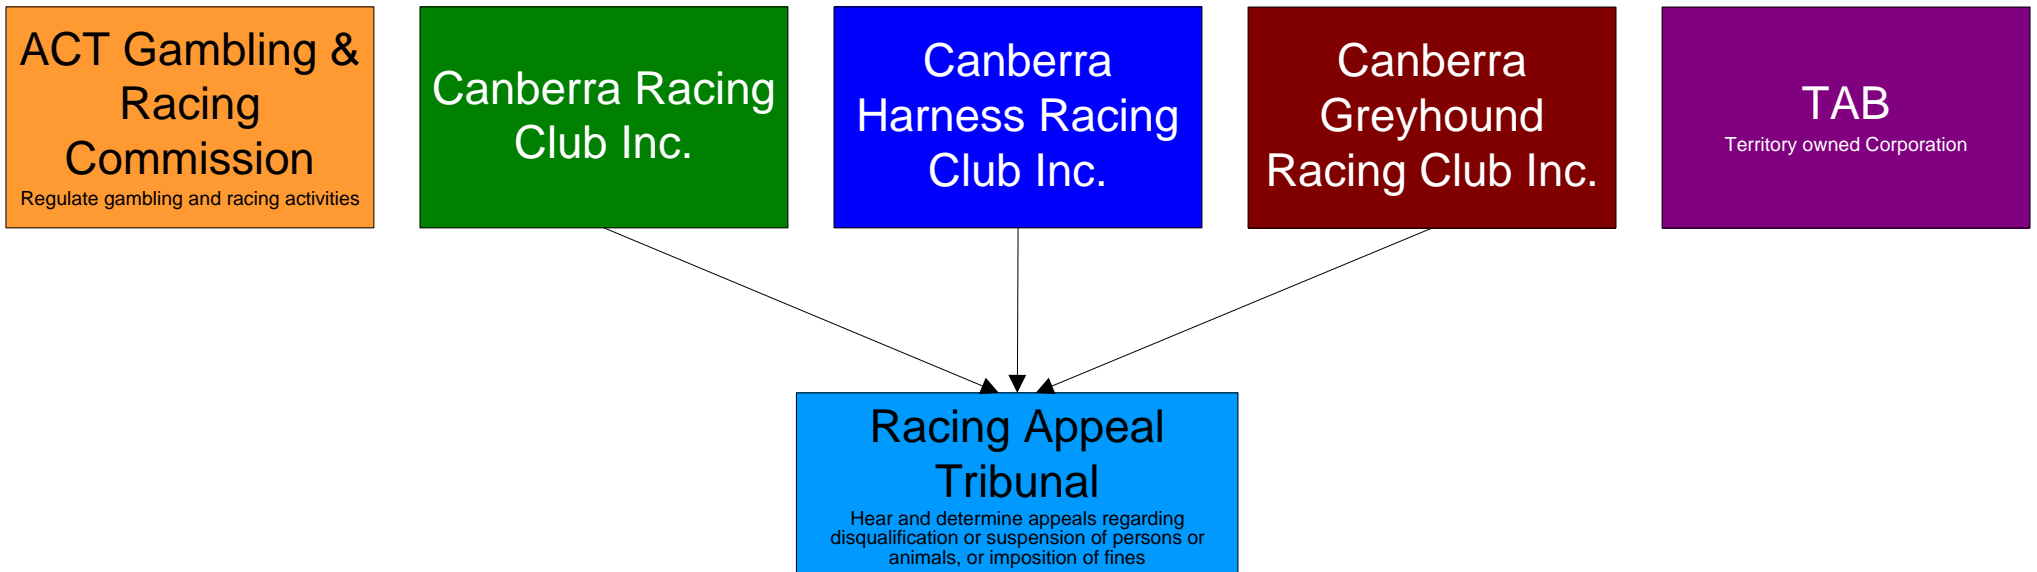 ACT Gambling &
Racing
Commission
Regulate gambling and racing activities
Canberra Racing
Club Inc.
Canberra
Harness Racing
Club Inc.
Canberra
Greyhound
Racing Club Inc.
TAB
Territory owned Corporation
Racing Appeal
Tribunal
Hear and determine appeals regarding
disqualification or suspension of persons or
animals, or imposition of fines